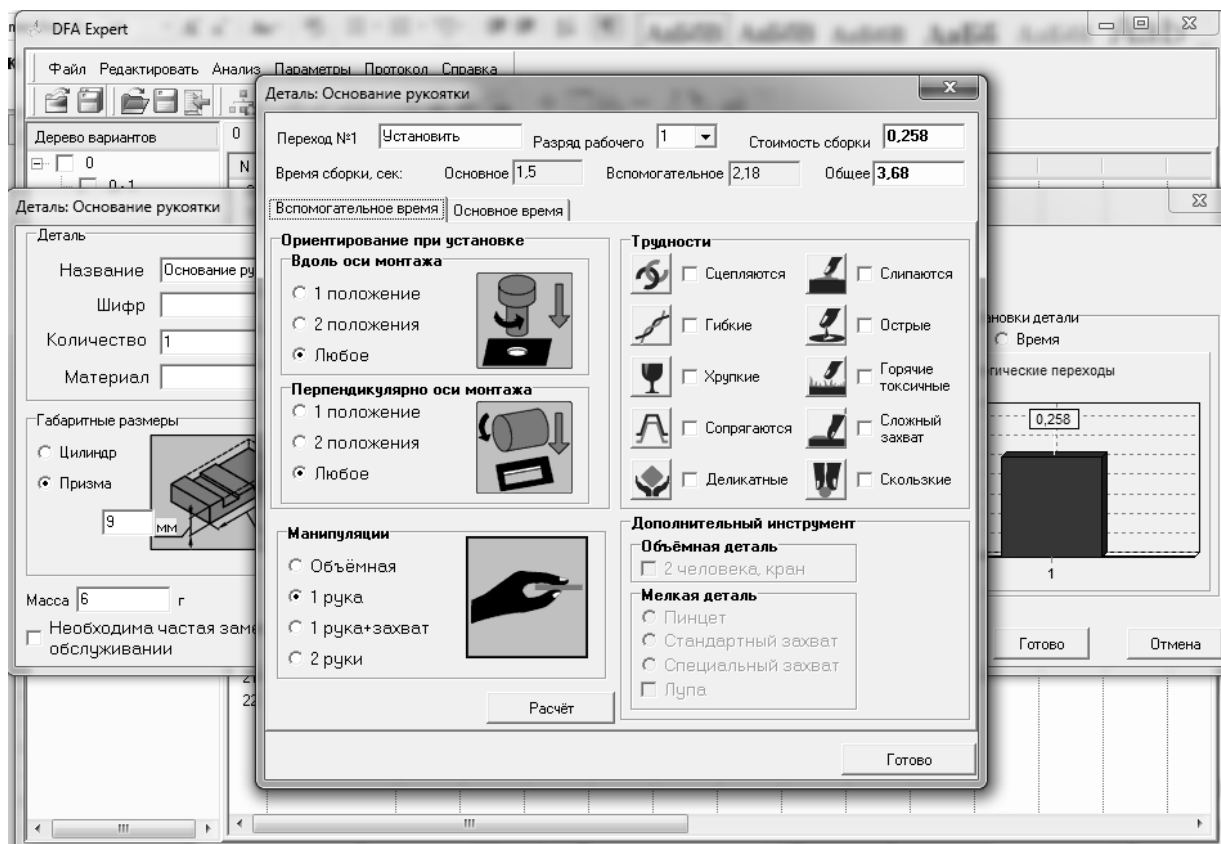 DFA Expert
Файл Редактировать Анализ Параметры Протокол Справка
Дерево вариантов
0
0
N
0-1
Деталь: Основание рукоятки
Деталь
Название Основание ру
Шифр
Количество 1
Материал
Габаритные размеры
Цилиндр
Призма
9 мм
Масса 6 г
Необходима частая заме
обслуживании
Деталь: Основание рукоятки
Переход №1 Установить Разряд рабочего 1 Стоимость сборки 0,258
Время сборки, сек: Основное 1,5 Вспомогательное 2,18 Общее 3,68
Вспомогательное время Основное время
Ориентирование при установке
Вдоль оси монтажа
1 положение
2 положения
Любое
Перпендикулярно оси монтажа
1 положение
2 положения
Любое
Манипуляции
Объёмная
1 рука
1 рука+захват
2 руки
Расчёт
Трудности
Сцепляются Слипаются
Гибкие Острые
Хрупкие Горячие
токсичные
Сопрягаются Сложный
захват
Деликатные Скользкие
Дополнительный инструмент
Объёмная деталь
2 человека, кран
Мелкая деталь
Пинцет
Стандартный захват
Специальный захват
Лупа
Готово
ановки детали
Время
гические переходы
0,258
1
Готово Отмена
21
22